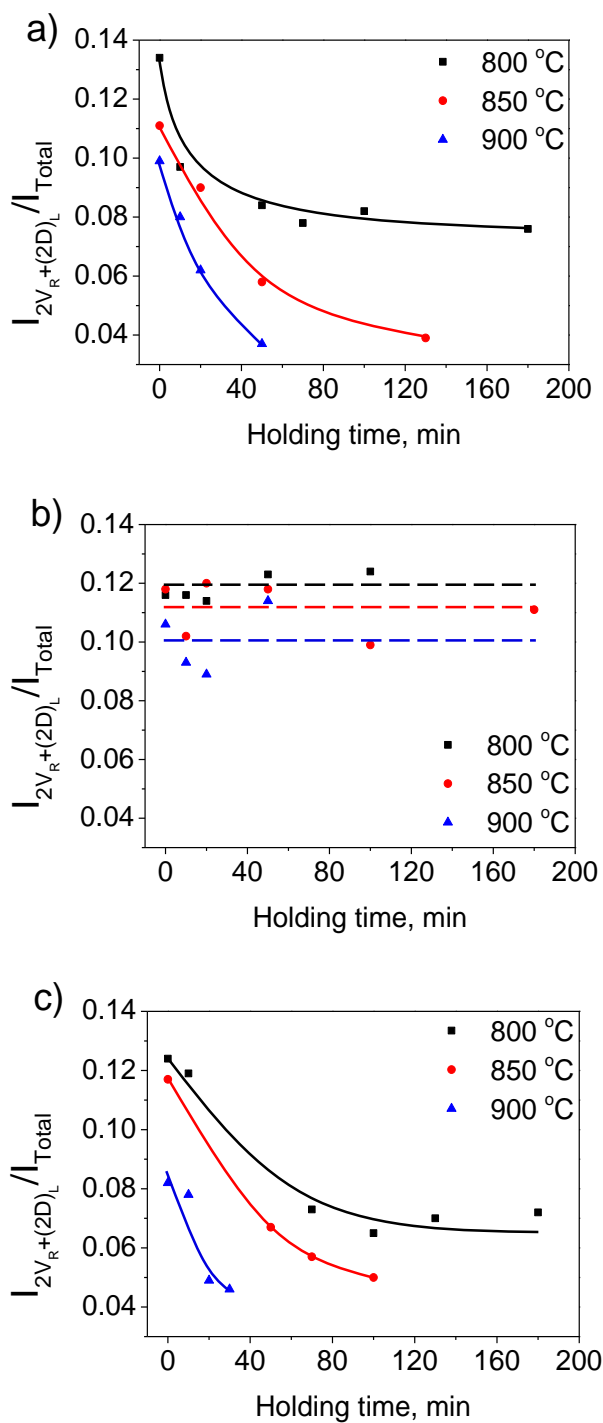 a)
0.14
0.12
0.10
0.08
0.06
0.04
I2VR+(2D)L/ITotal
800 °C
850 °C
900 °C
0 40 80 120 160 200
Holding time, min
b)
0.14
0.12
0.10
0.08
0.06
0.04
I2VR+(2D)L/ITotal
800 °C
850 °C
900 °C
0 40 80 120 160 200
Holding time, min
c)
0.14
0.12
0.10
0.08
0.06
0.04
I2VR+(2D)L/ITotal
800 °C
850 °C
900 °C
0 40 80 120 160 200
Holding time, min